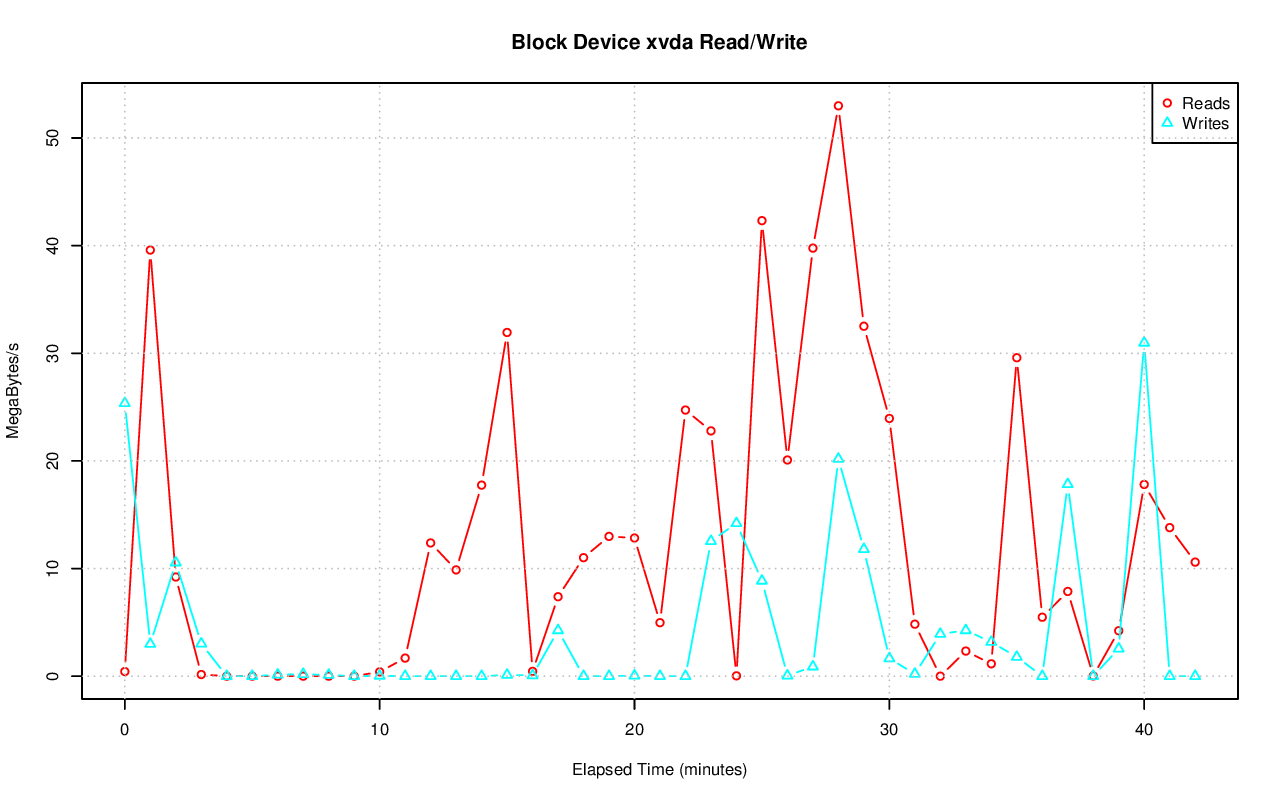 Block Device xvda Read/Write
Reads
Writes
MegaBytes/s
50
40
30
20
10
0
0 10 20 30 40
Elapsed Time (minutes)